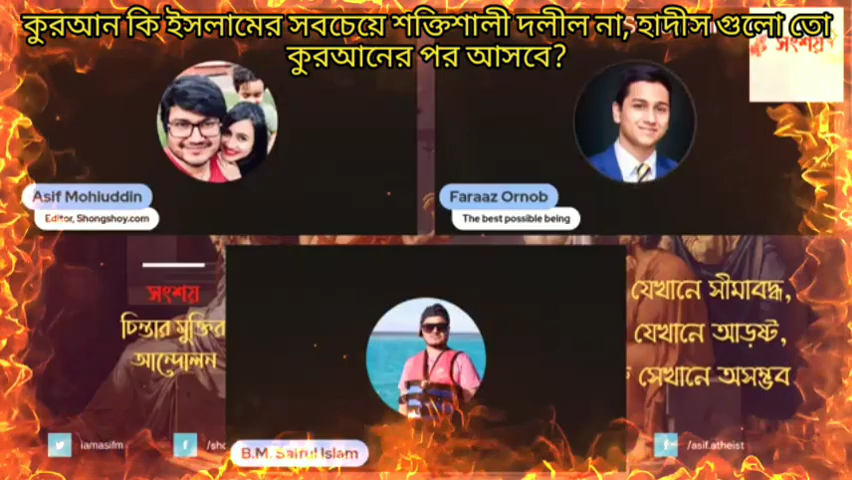 কুরআন কি ইসলামের সবচেয়ে শক্তিশালী দলীল না, হাদীস গুলো তো
কুরআনের পর আসবে?
সংশয়
Asif Mohiuddin
Editor, Shongshoy.com
Faraaz Ornob
The best possible being
সংশয়
চিন্তার মুক্তির
আন্দোলন
যেখানে সীমাবদ্ধ,
যেখানে আড়ষ্ট,
সেখানে অসম্ভব
iamasifm
/sho
/asif.atheist
B.M. Saiful Islam